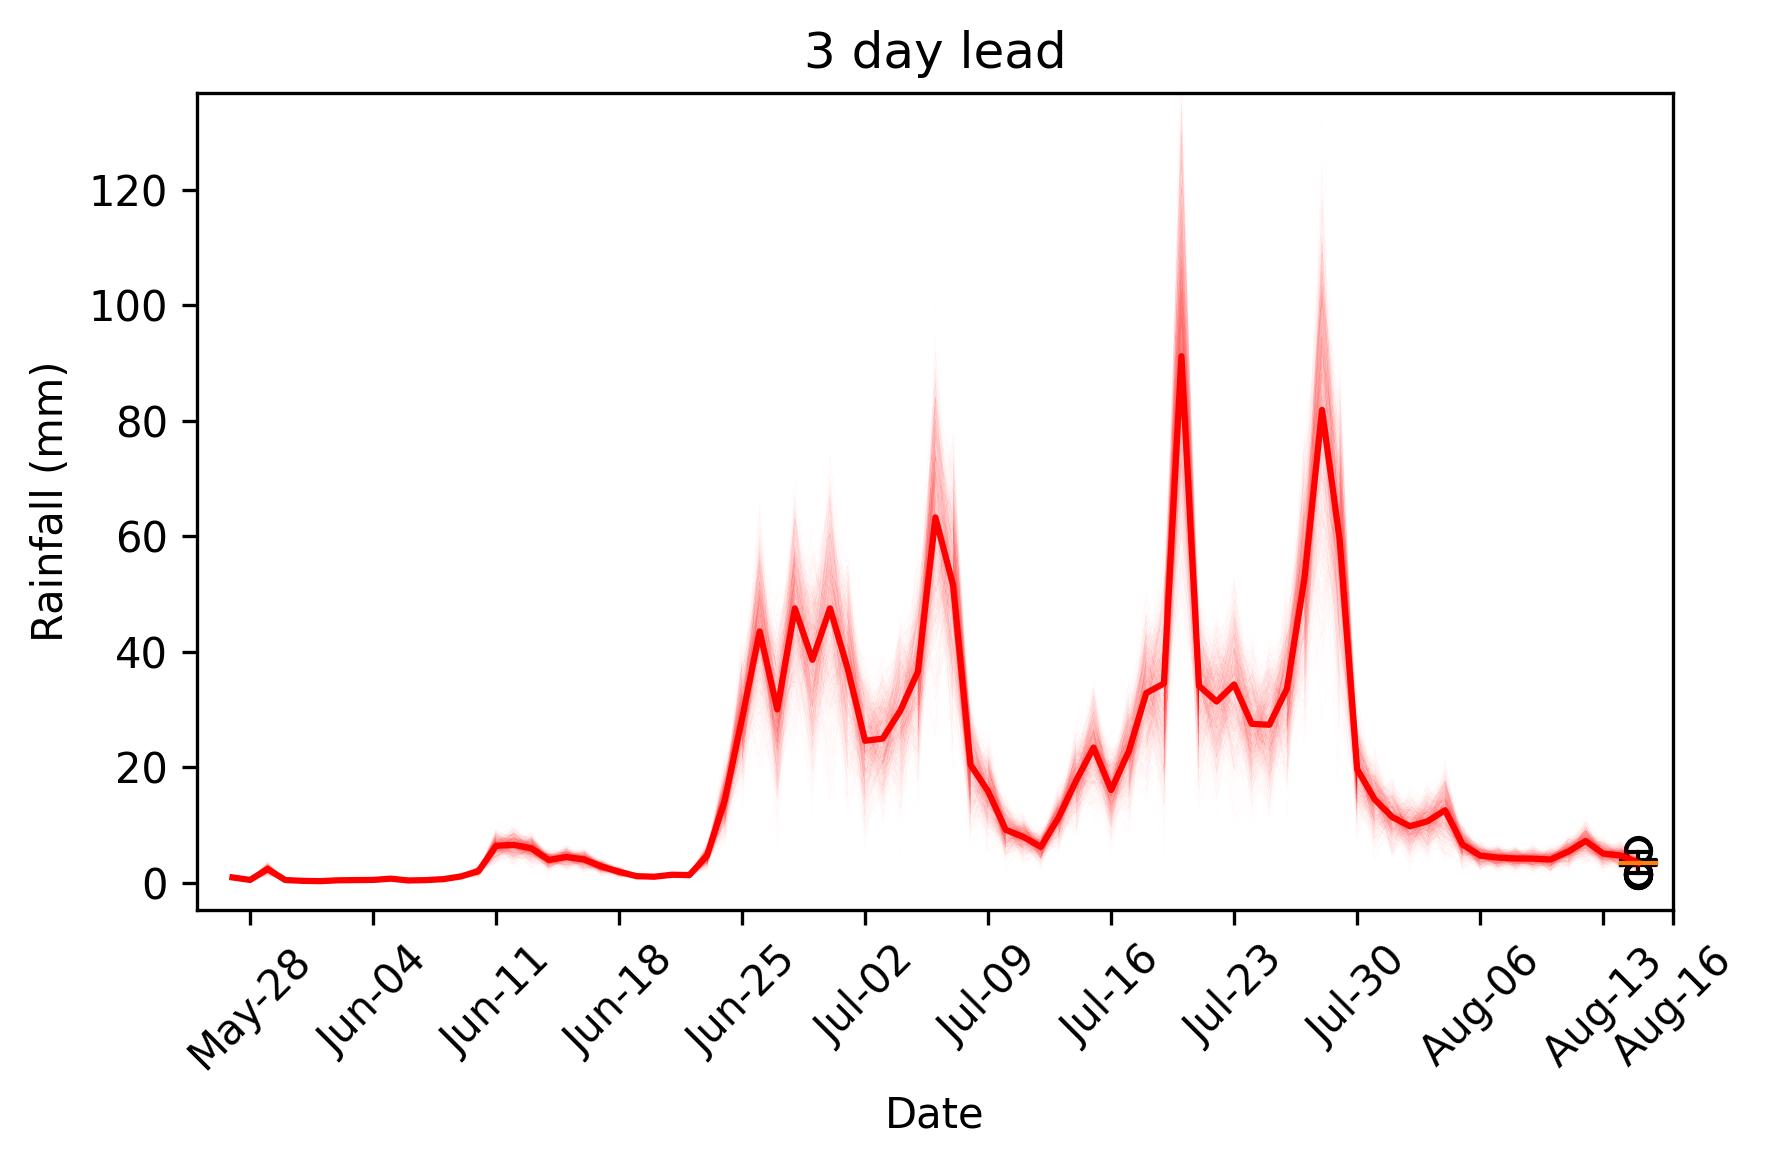 3 day lead
Rainfall (mm)
120
100
80
60
40
20
0
May-28
Jun-04
Jun-11
Jun-18
Jun-25
Jul-02
Jul-09
Jul-16
Jul-23
Jul-30
Aug-06
Aug-13
Aug-16
Date